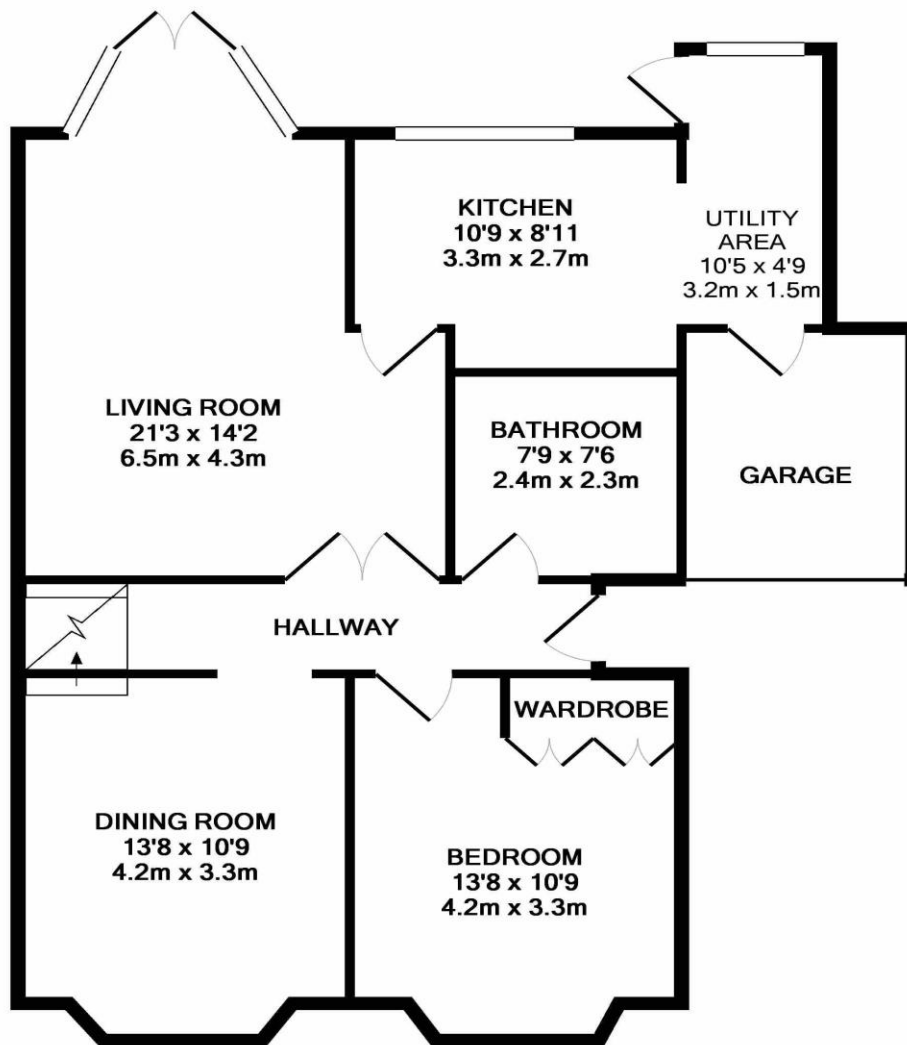 KITCHEN
10'9 x 8'11
3.3m x 2.7m
UTILITY
AREA
10'5 x 4'9
3.2m x 1.5m
LIVING ROOM
21'3 x 14'2
6.5m x 4.3m
BATHROOM
7'9 x 7'6
2.4m x 2.3m
GARAGE
HALLWAY
WARDROBE
DINING ROOM
13'8 x 10'9
4.2m x 3.3m
BEDROOM
13'8 x 10'9
4.2m x 3.3m